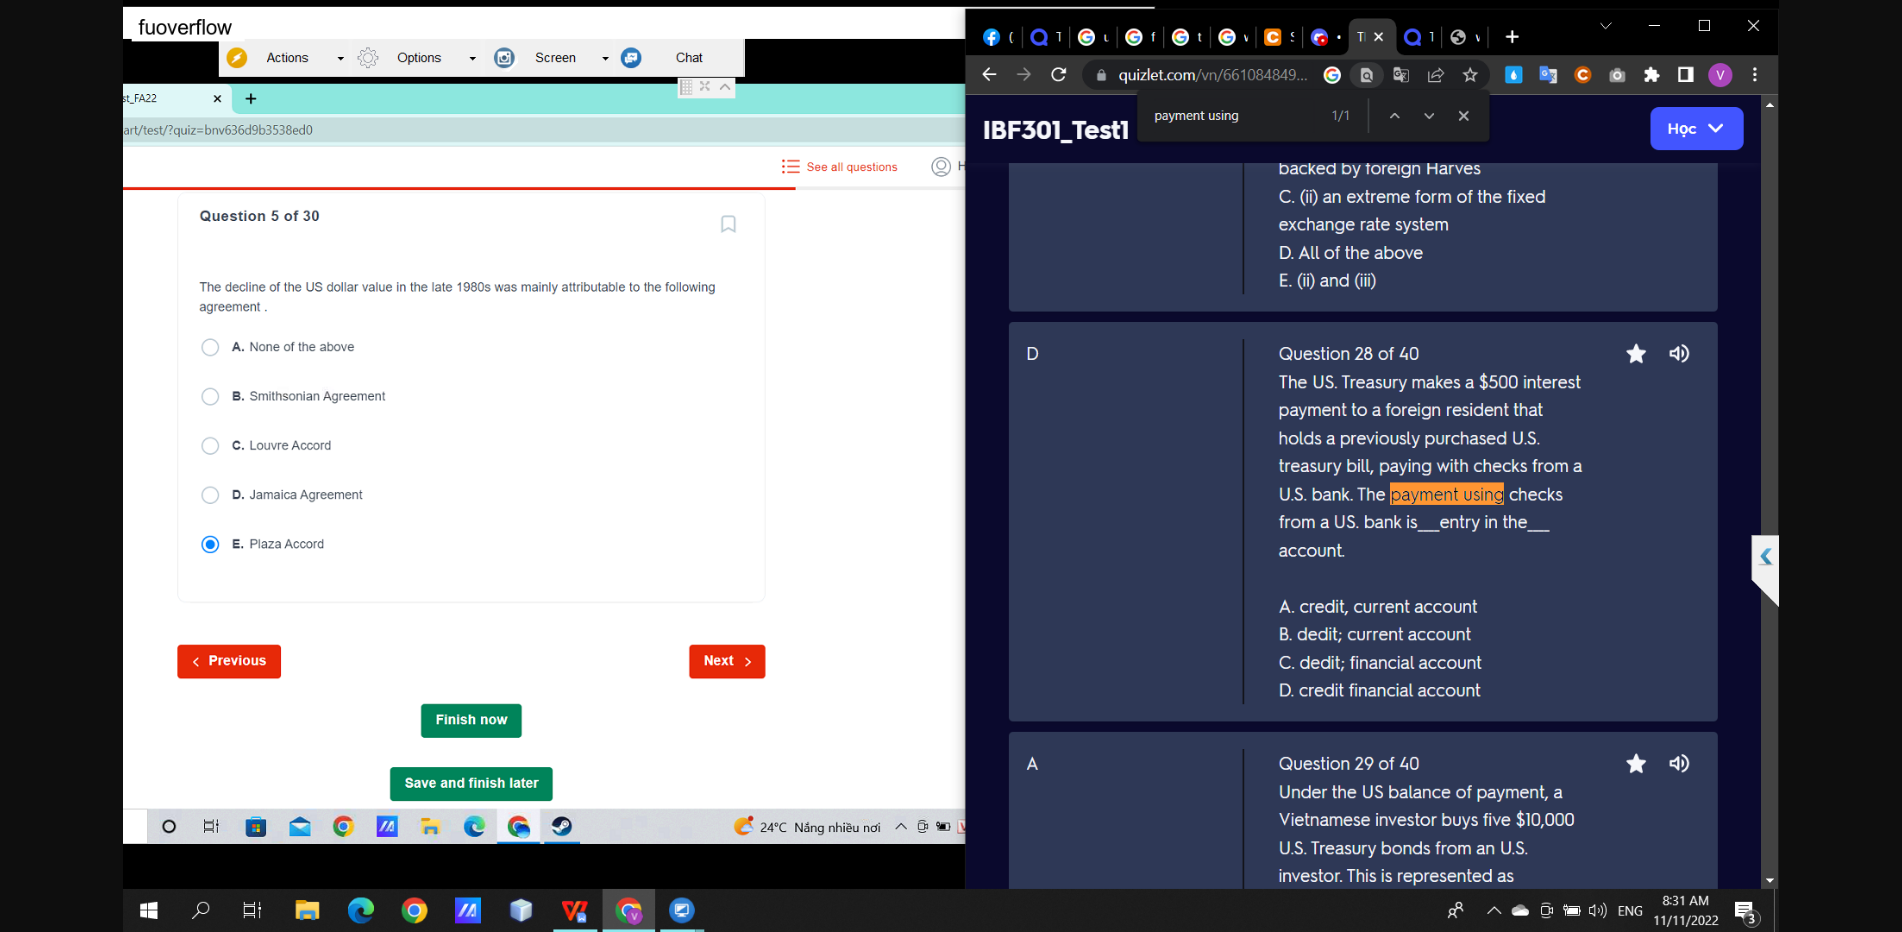 fuoverflow
Actions
Options
Screen
Chat
st_FA22
art/test/?quiz=bnv636d9b3538ed0
See all questions
Question 5 of 30
The decline of the US dollar value in the late 1980s was mainly attributable to the following
agreement .
A. None of the above
B. Smithsonian Agreement
C. Louvre Accord
D. Jamaica Agreement
E. Plaza Accord
Previous
Next
Finish now
Save and finish later
24°C Nắng nhiều nơi
quizlet.com/vn/661084849...
payment using 1/1
IBF301_Test1
Học
backed by foreign Harves
C. (ii) an extreme form of the fixed
exchange rate system
D. All of the above
E. (ii) and (iii)
D
Question 28 of 40
The US. Treasury makes a $500 interest
payment to a foreign resident that
holds a previously purchased U.S.
treasury bill, paying with checks from a
U.S. bank. The payment using checks
from a US. bank is___entry in the___
account.
A. credit, current account
B. dedit; current account
C. dedit; financial account
D. credit financial account
A
Question 29 of 40
Under the US balance of payment, a
Vietnamese investor buys five $10,000
U.S. Treasury bonds from an U.S.
investor. This is represented as
ENG
8:31 AM
11/11/2022
3